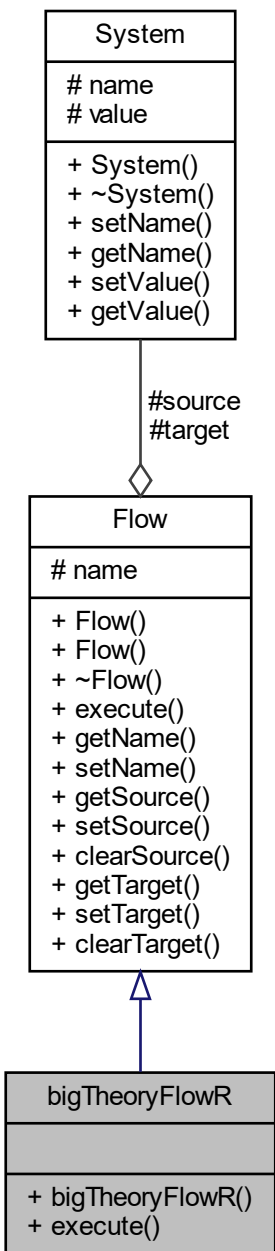 System
# name
# value
+ System()
+ ~System()
+ setName()
+ getName()
+ setValue()
+ getValue()
#source
#target
Flow
# name
+ Flow()
+ Flow()
+ ~Flow()
+ execute()
+ getName()
+ setName()
+ getSource()
+ setSource()
+ clearSource()
+ getTarget()
+ setTarget()
+ clearTarget()
bigTheoryFlowR
+ bigTheoryFlowR()
+ execute()